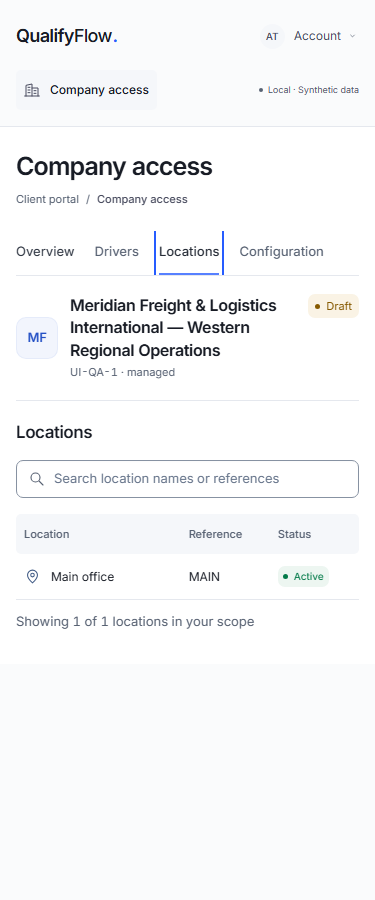 QualifyFlow.
AT Account
Company access
Local · Synthetic data
Company access
Client portal / Company access
Overview Drivers Locations Configuration
MF
Meridian Freight & Logistics
International — Western
Regional Operations
Draft
UI-QA-1 · managed
Locations
Search location names or references
Location Reference Status
Main office MAIN Active
Showing 1 of 1 locations in your scope